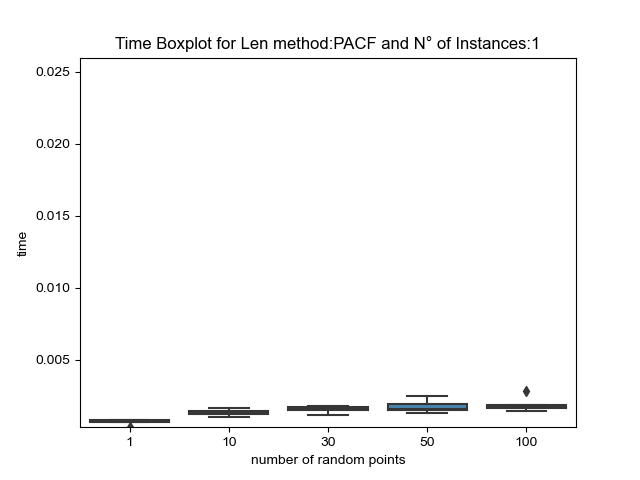 Time Boxplot for Len method:PACF and N° of Instances:1
0.025
0.020
0.015
0.010
0.005
time
1 10 30 50 100
number of random points